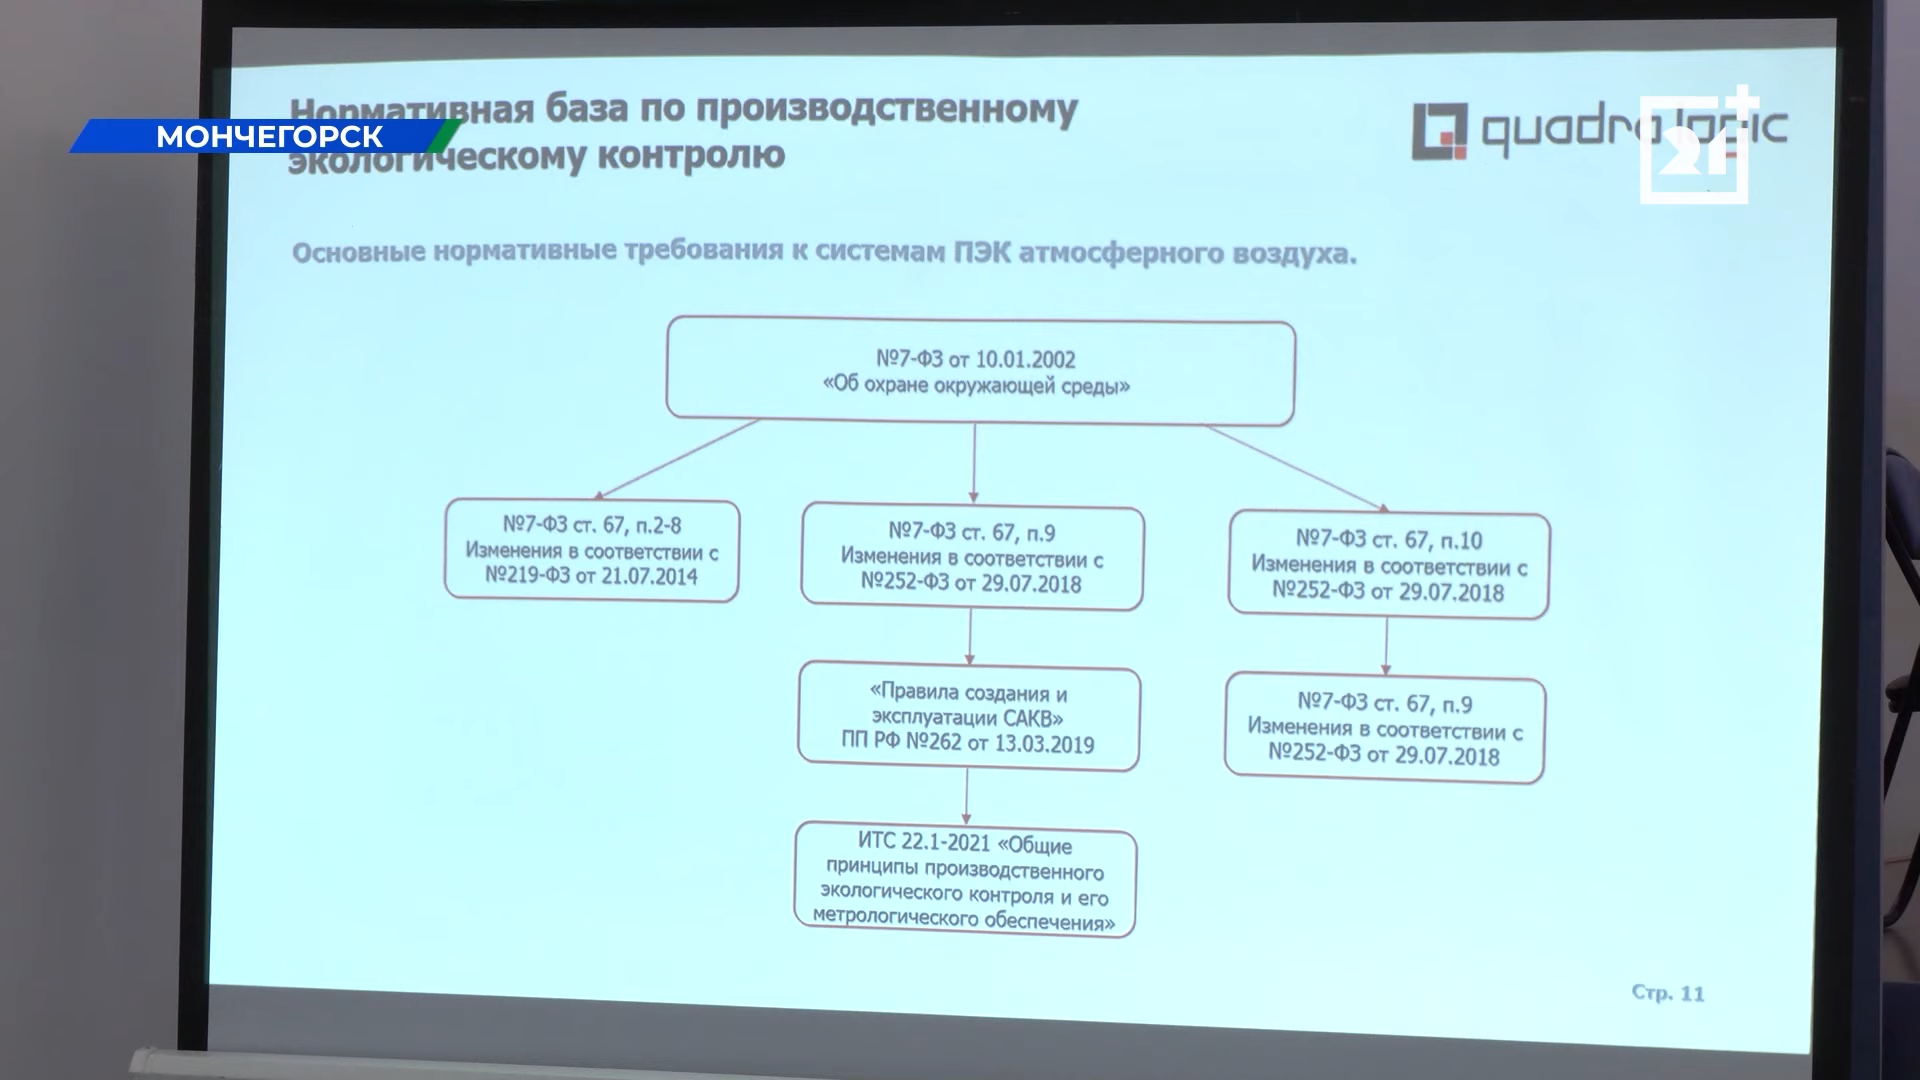 Нормативная база по производственному
МОНЧЕГОРСК
экологическому контролю
quadra logic
21+
Основные нормативные требования к системам ПЭК атмосферного воздуха.
№7-ФЗ от 10.01.2002
«Об охране окружающей среды»
№7-ФЗ ст. 67, п.2-8
Изменения в соответствии с
№219-ФЗ от 21.07.2014
№7-ФЗ ст. 67, п.9
Изменения в соответствии с
№252-ФЗ от 29.07.2018
№7-ФЗ ст. 67, п.10
Изменения в соответствии с
№252-ФЗ от 29.07.2018
«Правила создания и
эксплуатации САКВ»
ПП РФ №262 от 13.03.2019
№7-ФЗ ст. 67, п.9
Изменения в соответствии с
№252-ФЗ от 29.07.2018
ИТС 22.1-2021 «Общие
принципы производственного
экологического контроля и его
метрологического обеспечения»
Стр. 11